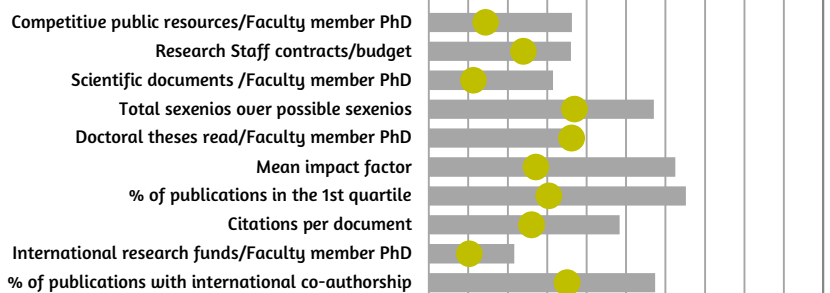 Competitive public resources/Faculty member PhD
Research Staff contracts/budget
Scientific documents /Faculty member PhD
Total sexenios over possible sexenios
Doctoral theses read/Faculty member PhD
Mean impact factor
% of publications in the 1st quartile
Citations per document
International research funds/Faculty member PhD
% of publications with international co-authorship